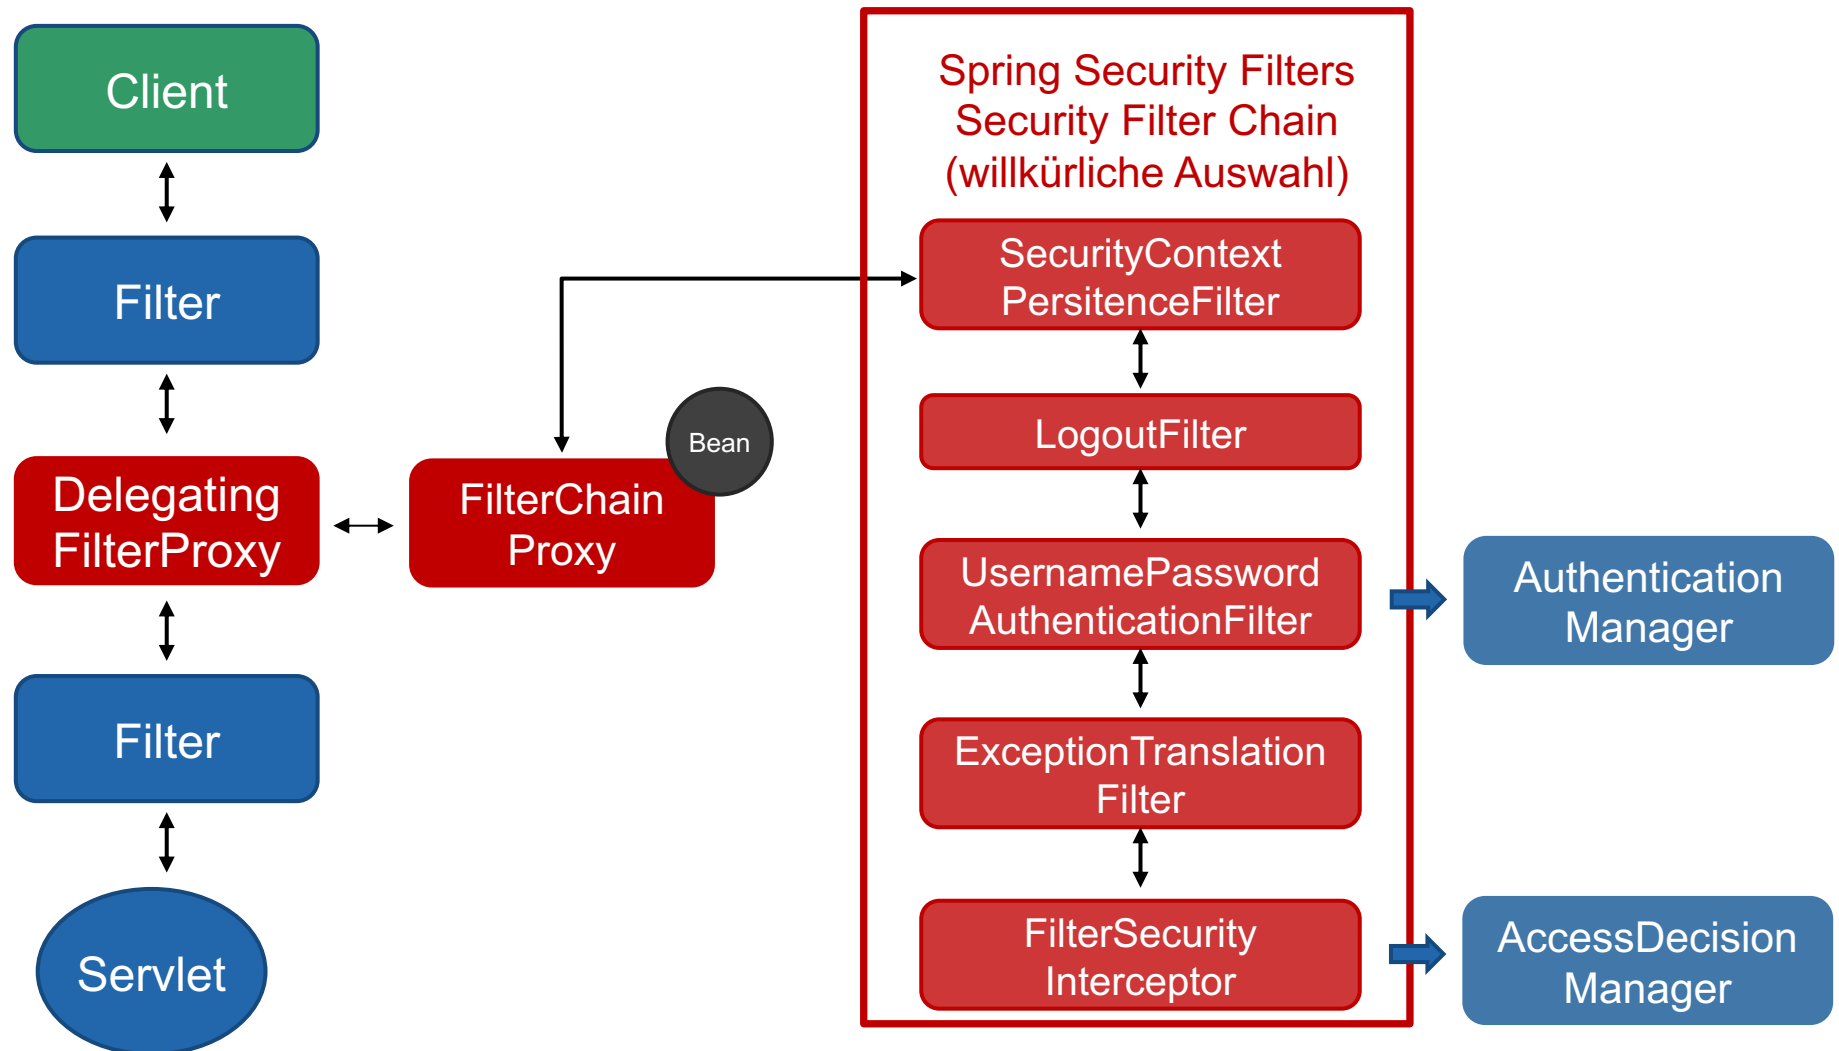 Client
Filter
Delegating
FilterProxy
Filter
Servlet
FilterChain
Proxy
Bean
Spring Security Filters
Security Filter Chain
(willkürliche Auswahl)
SecurityContext
PersitenceFilter
LogoutFilter
UsernamePassword
AuthenticationFilter
ExceptionTranslation
Filter
FilterSecurity
Interceptor
Authentication
Manager
AccessDecision
Manager